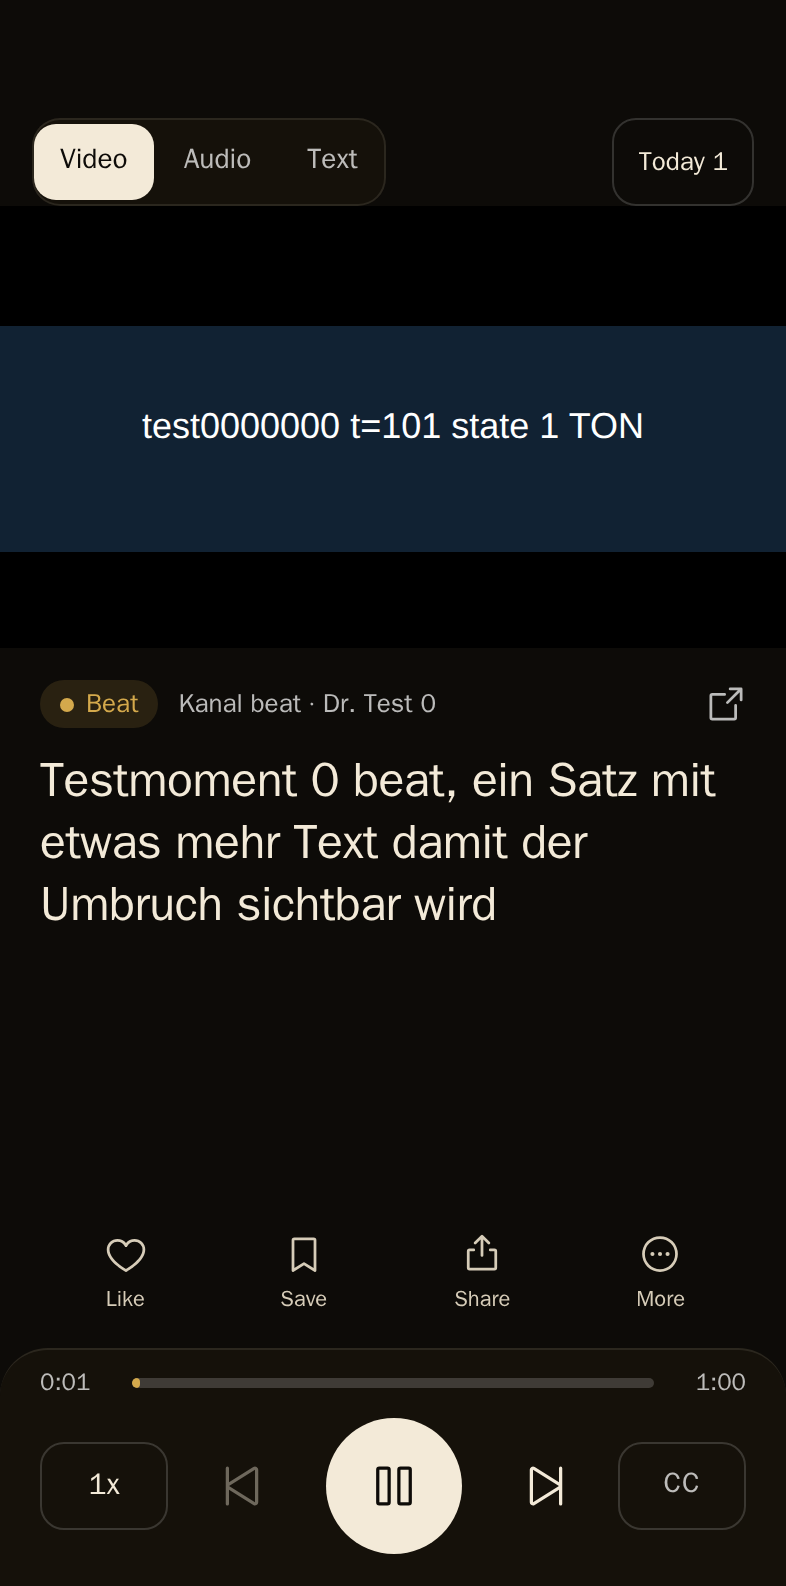 Video Audio Text Today 1
test0000000 t=101 state 1 TON
Beat Kanal beat · Dr. Test 0
Testmoment 0 beat, ein Satz mit
etwas mehr Text damit der
Umbruch sichtbar wird
Like Save Share More
0:01 1:00
1x CC